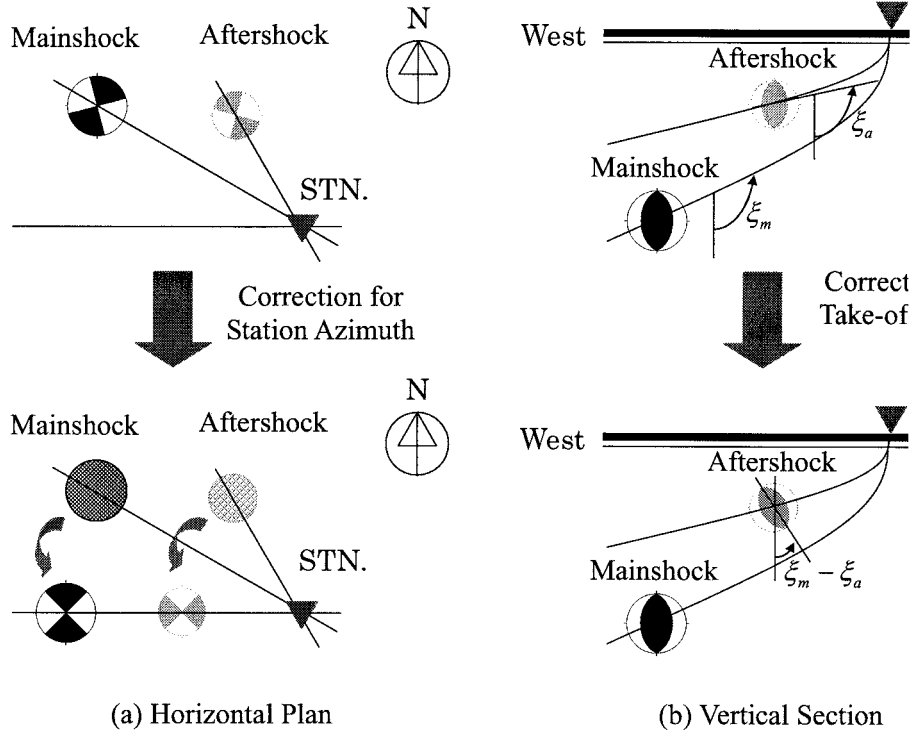 Mainshock
Aftershock
N
STN.
Correction for
Station Azimuth
Mainshock
Aftershock
N
STN.
(a) Horizontal Plan
West
Aftershock
ξₐ
Mainshock
ξₘ
Correct
Take-of
West
Aftershock
Mainshock
ξₘ − ξₐ
(b) Vertical Section